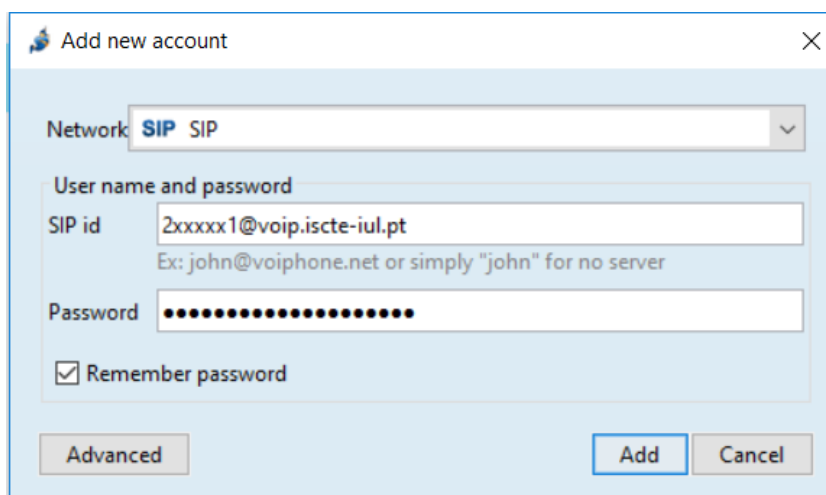 Add new account
Network SIP SIP
User name and password
SIP id 2xxxxx1@voip.iscte-iul.pt
Ex: john@voiphone.net or simply "john" for no server
Password ••••••••••••••••••••
Remember password
Advanced Add Cancel